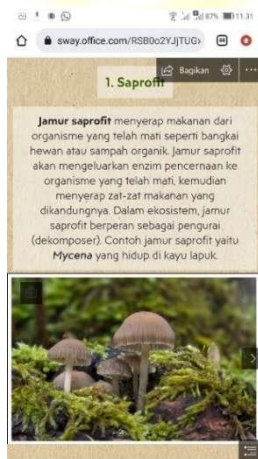 87% 11.31
sway.office.com/RSB0o2YJjTUG
Bagikan
1. Saprofit
Jamur saprofit menyerap makanan dari
organisme yang telah mati seperti bangkai
hewan atau sampah organik. Jamur saprofit
akan mengeluarkan enzim pencernaan ke
organisme yang telah mati, kemudian
menyerap zat-zat makanan yang
dikandungnya. Dalam ekosistem, jamur
saprofit berperan sebagai pengurai
(dekomposer). Contoh jamur saprofit yaitu
Mycena yang hidup di kayu lapuk.